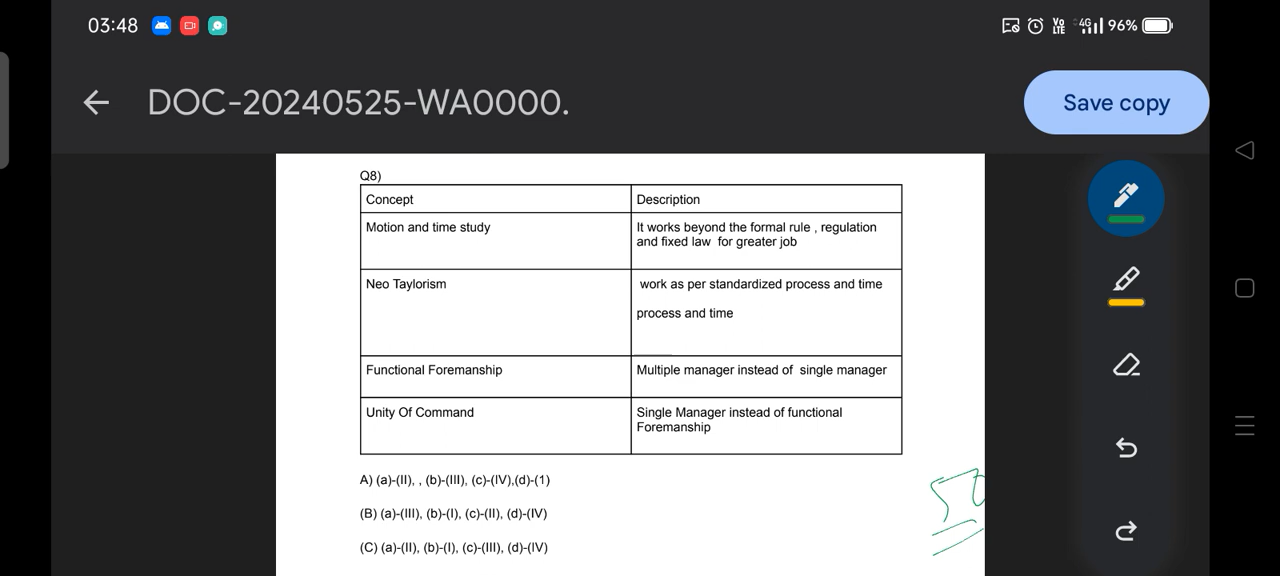 03:48
Vo LTE 4G 96%
DOC-20240525-WA0000.
Save copy
Q8)
Concept Description
Motion and time study It works beyond the formal rule , regulation
and fixed law for greater job
Neo Taylorism work as per standardized process and time
process and time
Functional Foremanship Multiple manager instead of single manager
Unity Of Command Single Manager instead of functional
Foremanship
A) (a)-(II), , (b)-(III), (c)-(IV),(d)-(1)
(B) (a)-(III), (b)-(I), (c)-(II), (d)-(IV)
(C) (a)-(II), (b)-(I), (c)-(III), (d)-(IV)